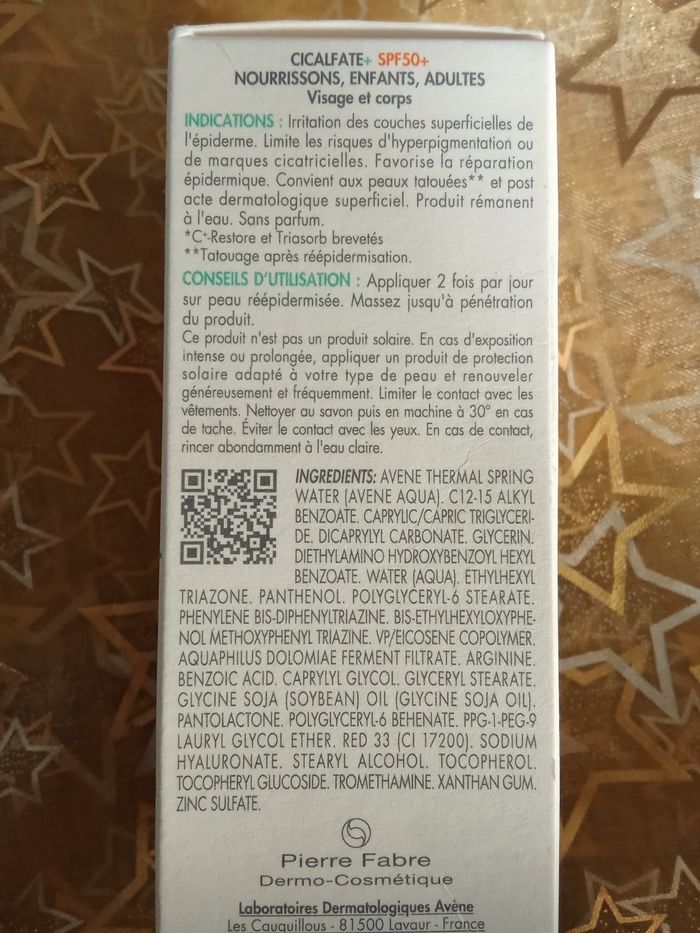 CICALFATE+ SPF50+
NOURRISSONS, ENFANTS, ADULTES
Visage et corps
INDICATIONS : Irritation des couches superficielles de
l'épiderme. Limite les risques d'hyperpigmentation ou
de marques cicatricielles. Favorise la réparation
épidermique. Convient aux peaux tatouées** et post
acte dermatologique superficiel. Produit rémanent
à l'eau. Sans parfum.
*C+-Restore et Triasorb brevetés
**Tatouage après réépidermisation.
CONSEILS D'UTILISATION : Appliquer 2 fois par jour
sur peau réépidermisée. Massez jusqu'à pénétration
du produit.
Ce produit n'est pas un produit solaire. En cas d'exposition
intense ou prolongée, appliquer un produit de protection
solaire adapté à votre type de peau et renouveler
généreusement et fréquemment. Limiter le contact avec les
vêtements. Nettoyer au savon puis en machine à 30° en cas
de tache. Éviter le contact avec les yeux. En cas de contact,
rincer abondamment à l'eau claire.
INGREDIENTS: AVENE THERMAL SPRING
WATER (AVENE AQUA). C12-15 ALKYL
BENZOATE. CAPRYLIC/CAPRIC TRIGLYCERI-
DE. DICAPRYLYL CARBONATE. GLYCERIN.
DIETHYLAMINO HYDROXYBENZOYL HEXYL
BENZOATE. WATER (AQUA). ETHYLHEXYL
TRIAZONE. PANTHENOL. POLYGLYCERYL-6 STEARATE.
PHENYLENE BIS-DIPHENYLTRIAZINE. BIS-ETHYLHEXYLOXYPHE-
NOL METHOXYPHENYL TRIAZINE. VP/EICOSENE COPOLYMER.
AQUAPHILUS DOLOMIAE FERMENT FILTRATE. ARGININE.
BENZOIC ACID. CAPRYLYL GLYCOL. GLYCERYL STEARATE.
GLYCINE SOJA (SOYBEAN) OIL (GLYCINE SOJA OIL).
PANTOLACTONE. POLYGLYCERYL-6 BEHENATE. PPG-1-PEG-9
LAURYL GLYCOL ETHER. RED 33 (CI 17200). SODIUM
HYALURONATE. STEARYL ALCOHOL. TOCOPHEROL.
TOCOPHERYL GLUCOSIDE. TROMETHAMINE. XANTHAN GUM.
ZINC SULFATE.
Pierre Fabre
Dermo-Cosmétique
Laboratoires Dermatologiques Avène
Les Cauquillous - 81500 Lavaur - France